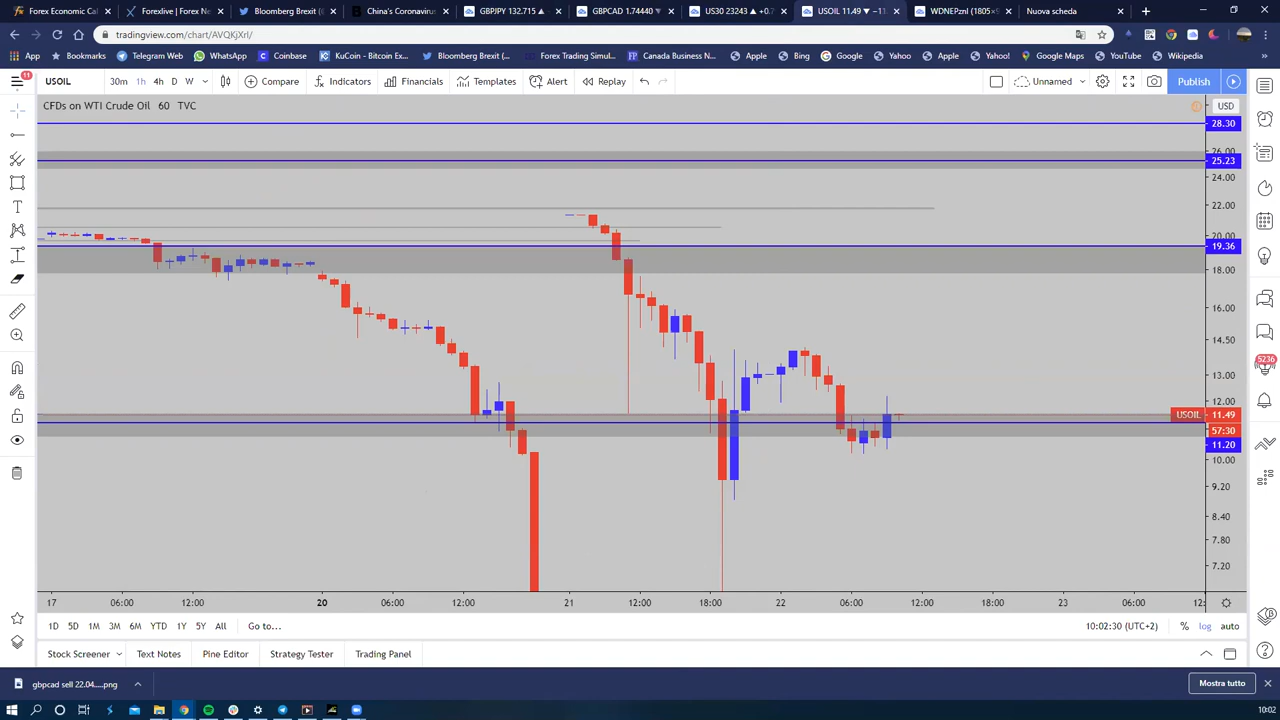 Forex Economic Cal
Forexlive | Forex Ne
Bloomberg Brexit (
China's Coronavirus
GBPJPY 132.715 ▲
GBPCAD 1.74440 ▼
US30 23243 ▲ +0.7
USOIL 11.49 ▼ −11
WDNEPznl (1805×9
Nuova scheda
tradingview.com/chart/AVQKjXrl/
App
Telegram Web
WhatsApp
Coinbase
KuCoin - Bitcoin Ex...
Bloomberg Brexit (...
Forex Trading Simul...
Canada Business N...
Apple
Bing
Google
Yahoo
Apple
Yahoo!
Google Maps
YouTube
Wikipedia
11
USOIL
30m
1h
4h
D
W
Compare
Indicators
Financials
Templates
Alert
Replay
Unnamed
Publish
CFDs on WTI Crude Oil 60 TVC
USD
28.30
26.00
25.23
24.00
22.00
20.00
19.36
18.00
16.00
14.50
13.00
12.00
USOIL 11.49
57:30
11.20
10.00
9.20
8.40
7.80
7.20
5236
17
06:00
12:00
20
06:00
12:00
21
12:00
18:00
22
06:00
12:00
18:00
23
06:00
12:
1D
5D
1M
3M
6M
YTD
1Y
5Y
All
Go to...
10:02:30 (UTC+2)
%
log
auto
Stock Screener
Text Notes
Pine Editor
Strategy Tester
Trading Panel
gbpcad sell 22.04.....png
Mostra tutto
10:02